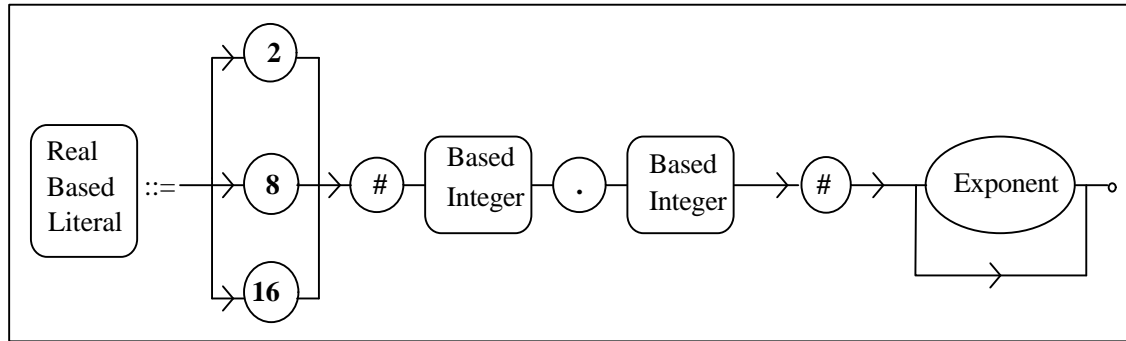 2
Real
Based
Literal
::=
8
#
Based
Integer
.
Based
Integer
#
Exponent
16